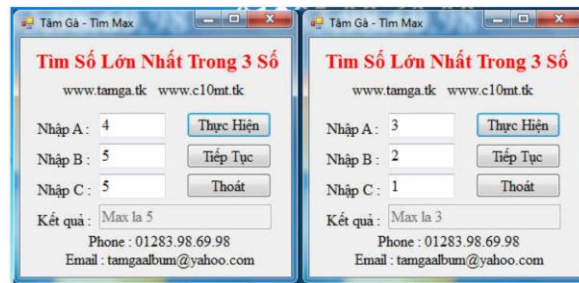 Tâm Gà - Tìm Max
Tìm Số Lớn Nhất Trong 3 Số
www.tamga.tk www.c10mt.tk
Nhập A : 4 Thực Hiện
Nhập B : 5 Tiếp Tục
Nhập C : 5 Thoát
Kết quả : Max la 5
Phone : 01283.98.69.98
Email : tamgaalbum@yahoo.com
Tâm Gà - Tìm Max
Tìm Số Lớn Nhất Trong 3 Số
www.tamga.tk www.c10mt.tk
Nhập A : 3 Thực Hiện
Nhập B : 2 Tiếp Tục
Nhập C : 1 Thoát
Kết quả : Max la 3
Phone : 01283.98.69.98
Email : tamgaalbum@yahoo.com